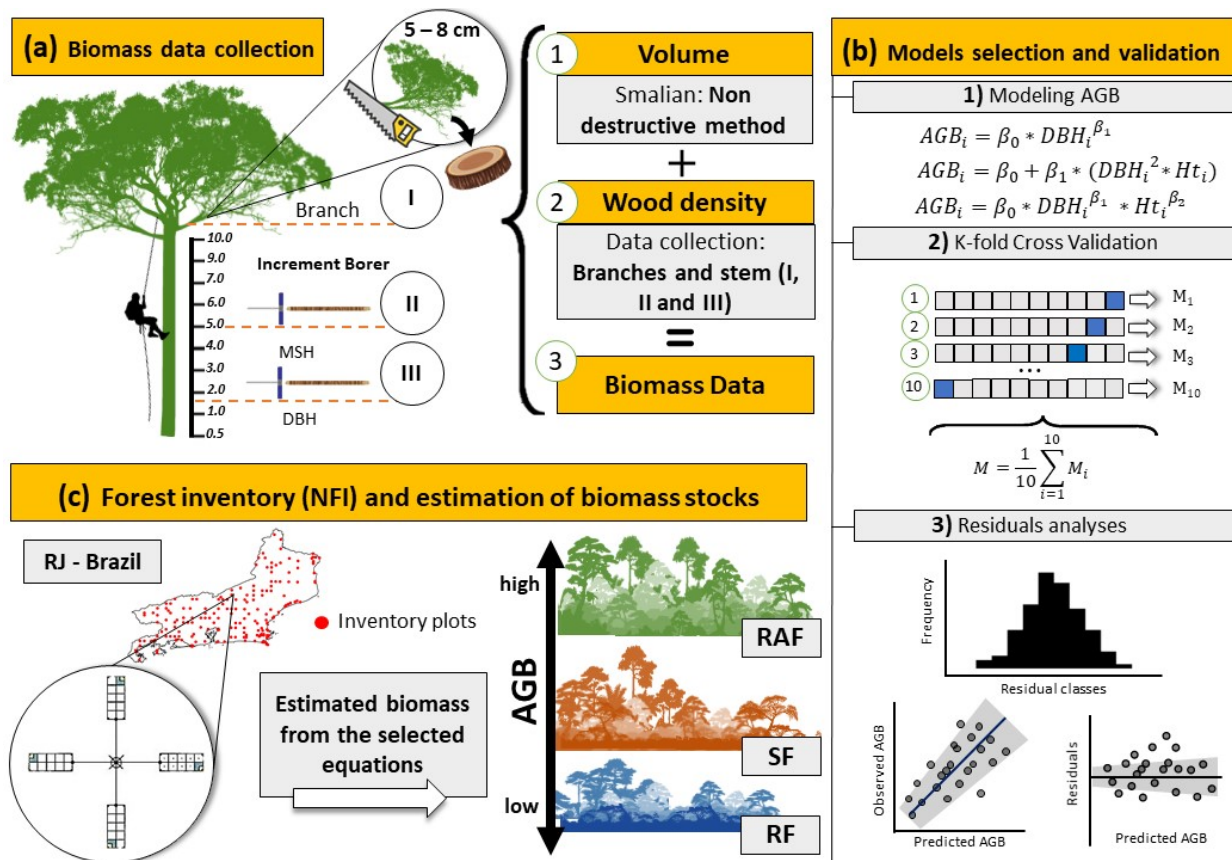 (a) Biomass data collection
5 – 8 cm
Branch
I
10.0
9.0
8.0
7.0
6.0
5.0
4.0
3.0
2.0
1.0
0.5
Increment Borer
II
MSH
III
DBH
1
Volume
Smalian: Non
destructive method
+
2
Wood density
Data collection:
Branches and stem (I,
II and III)
=
3
Biomass Data
(b) Models selection and validation
1) Modeling AGB
AGB_i = β_0 * DBH_i^{β_1}
AGB_i = β_0 + β_1 * (DBH_i^2 * Ht_i)
AGB_i = β_0 * DBH_i^{β_1} * Ht_i^{β_2}
2) K-fold Cross Validation
1 M_1
2 M_2
3 M_3
...
10 M_10
M = \frac{1}{10} \sum_{i=1}^{10} M_i
3) Residuals analyses
Frequency
Residual classes
Observed AGB
Predicted AGB
Residuals
Predicted AGB
(c) Forest inventory (NFI) and estimation of biomass stocks
RJ - Brazil
Inventory plots
Estimated biomass
from the selected
equations
AGB
high
low
RAF
SF
RF